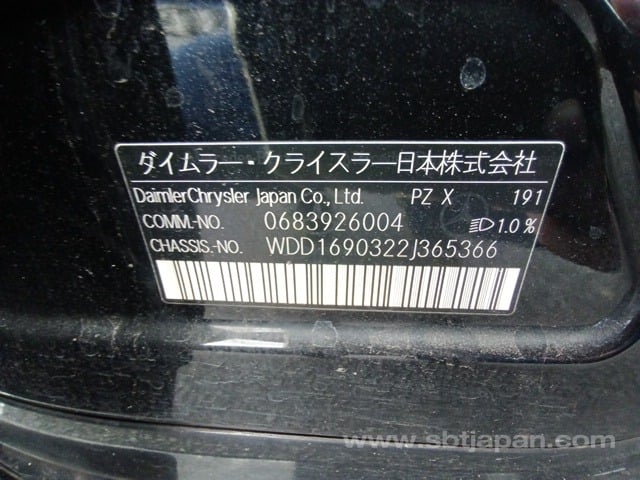 ダイムラー・クライスラー日本株式会社
DaimlerChrysler Japan Co., Ltd. PZ X 191
COMM.-NO. 0683926004 1.0%
CHASSIS.-NO. WDD1690322J365366
www.sbtjapan.com